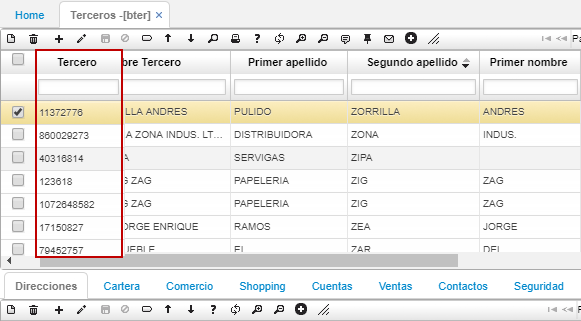 Home Terceros -[bter] ×
Pa
Tercero bre Tercero Primer apellido Segundo apellido Primer nombre
11372776 LLA ANDRES PULIDO ZORRILLA ANDRES
860029273 A ZONA INDUS. LT... DISTRIBUIDORA ZONA INDUS.
40316814 A SERVIGAS ZIPA
123618 G ZAG PAPELERIA ZIG ZAG
1072648582 G ZAG PAPELERIA ZIG ZAG
17150827 ORGE ENRIQUE RAMOS ZEA JORGE
79452757 UEBLE EL ZAR DEL
Direcciones Cartera Comercio Shopping Cuentas Ventas Contactos Seguridad